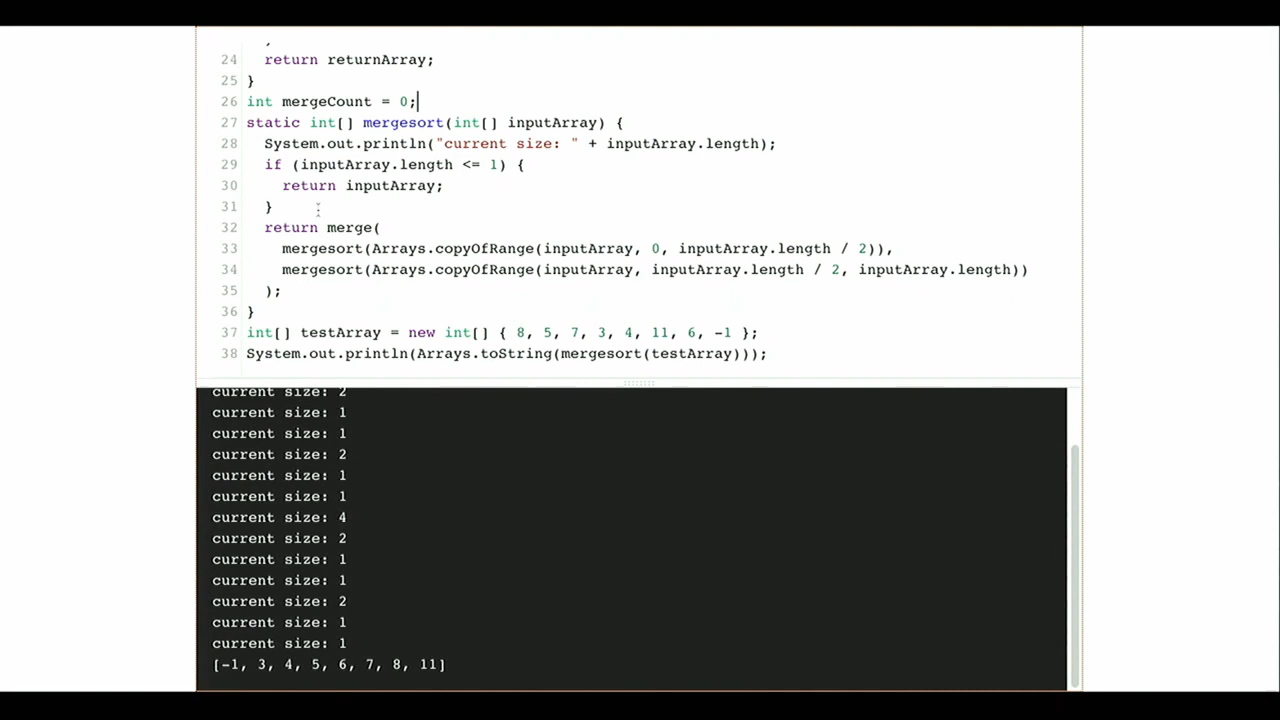 24 return returnArray;
25 }
26 int mergeCount = 0;
27 static int[] mergesort(int[] inputArray) {
28 System.out.println("current size: " + inputArray.length);
29 if (inputArray.length <= 1) {
30 return inputArray;
31 }
32 return merge(
33 mergesort(Arrays.copyOfRange(inputArray, 0, inputArray.length / 2)),
34 mergesort(Arrays.copyOfRange(inputArray, inputArray.length / 2, inputArray.length))
35 );
36 }
37 int[] testArray = new int[] { 8, 5, 7, 3, 4, 11, 6, -1 };
38 System.out.println(Arrays.toString(mergesort(testArray)));
current size: 2
current size: 1
current size: 1
current size: 2
current size: 1
current size: 1
current size: 4
current size: 2
current size: 1
current size: 1
current size: 2
current size: 1
current size: 1
[-1, 3, 4, 5, 6, 7, 8, 11]